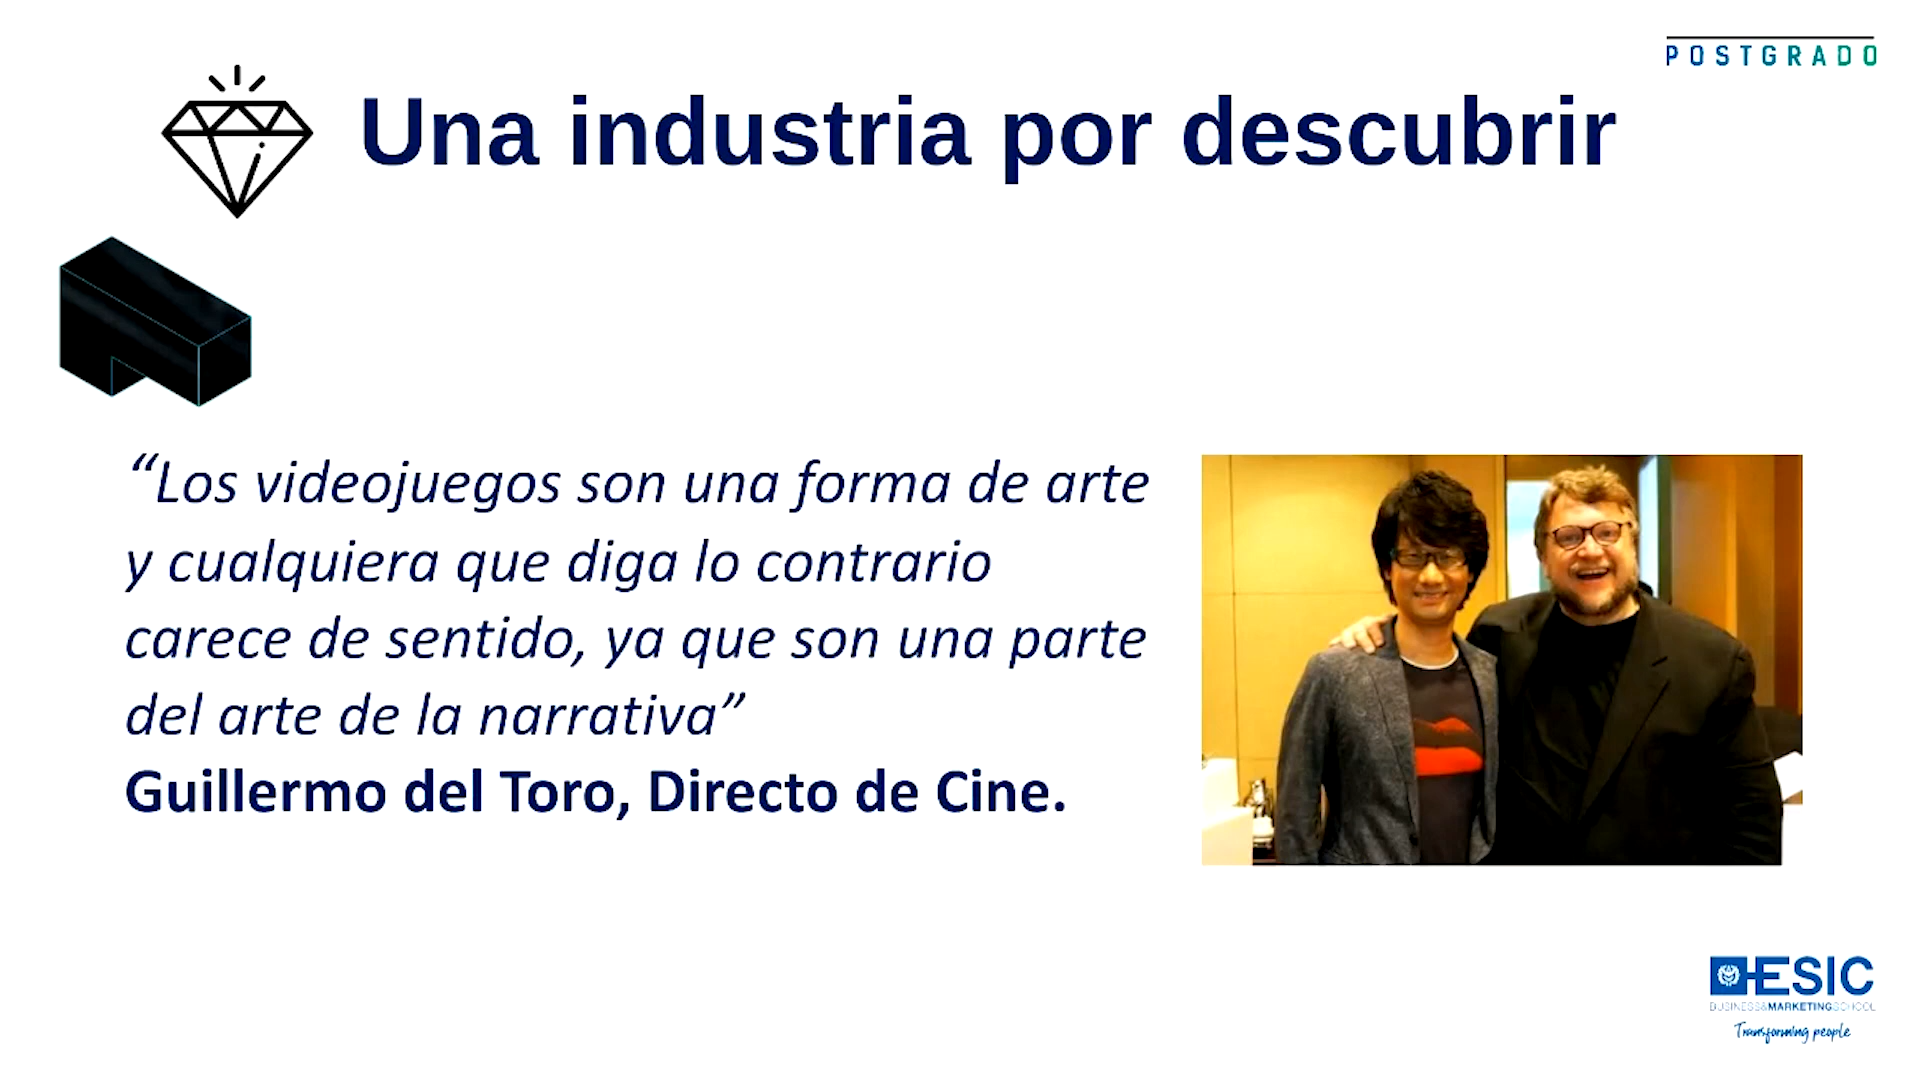 POSTGRADO
Una industria por descubrir
“Los videojuegos son una forma de arte
y cualquiera que diga lo contrario
carece de sentido, ya que son una parte
del arte de la narrativa”
Guillermo del Toro, Directo de Cine.
ESIC
BUSINESS&MARKETINGSCHOOL
Transforming people